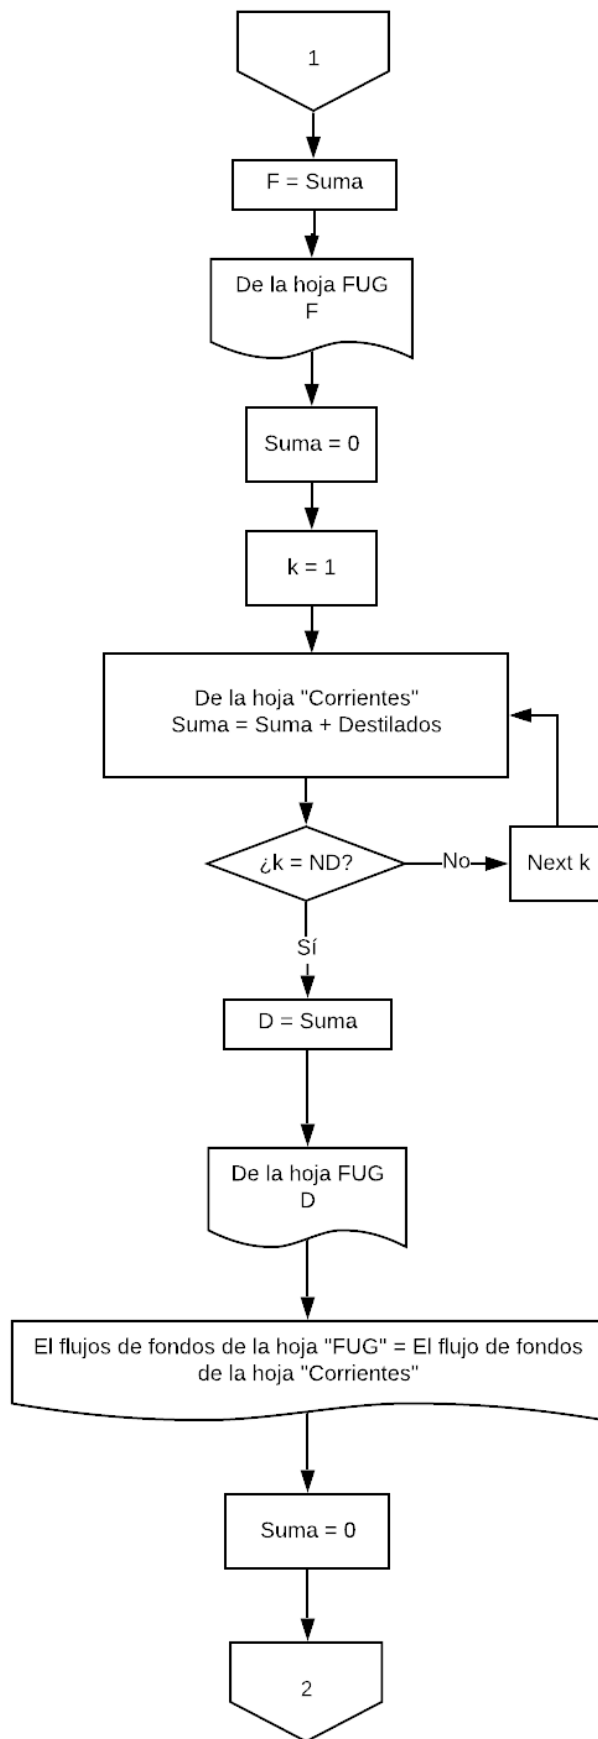 1
F = Suma
De la hoja FUG
F
Suma = 0
k = 1
De la hoja "Corrientes"
Suma = Suma + Destilados
¿k = ND?
No
Next k
Sí
D = Suma
De la hoja FUG
D
El flujos de fondos de la hoja "FUG" = El flujo de fondos
de la hoja "Corrientes"
Suma = 0
2